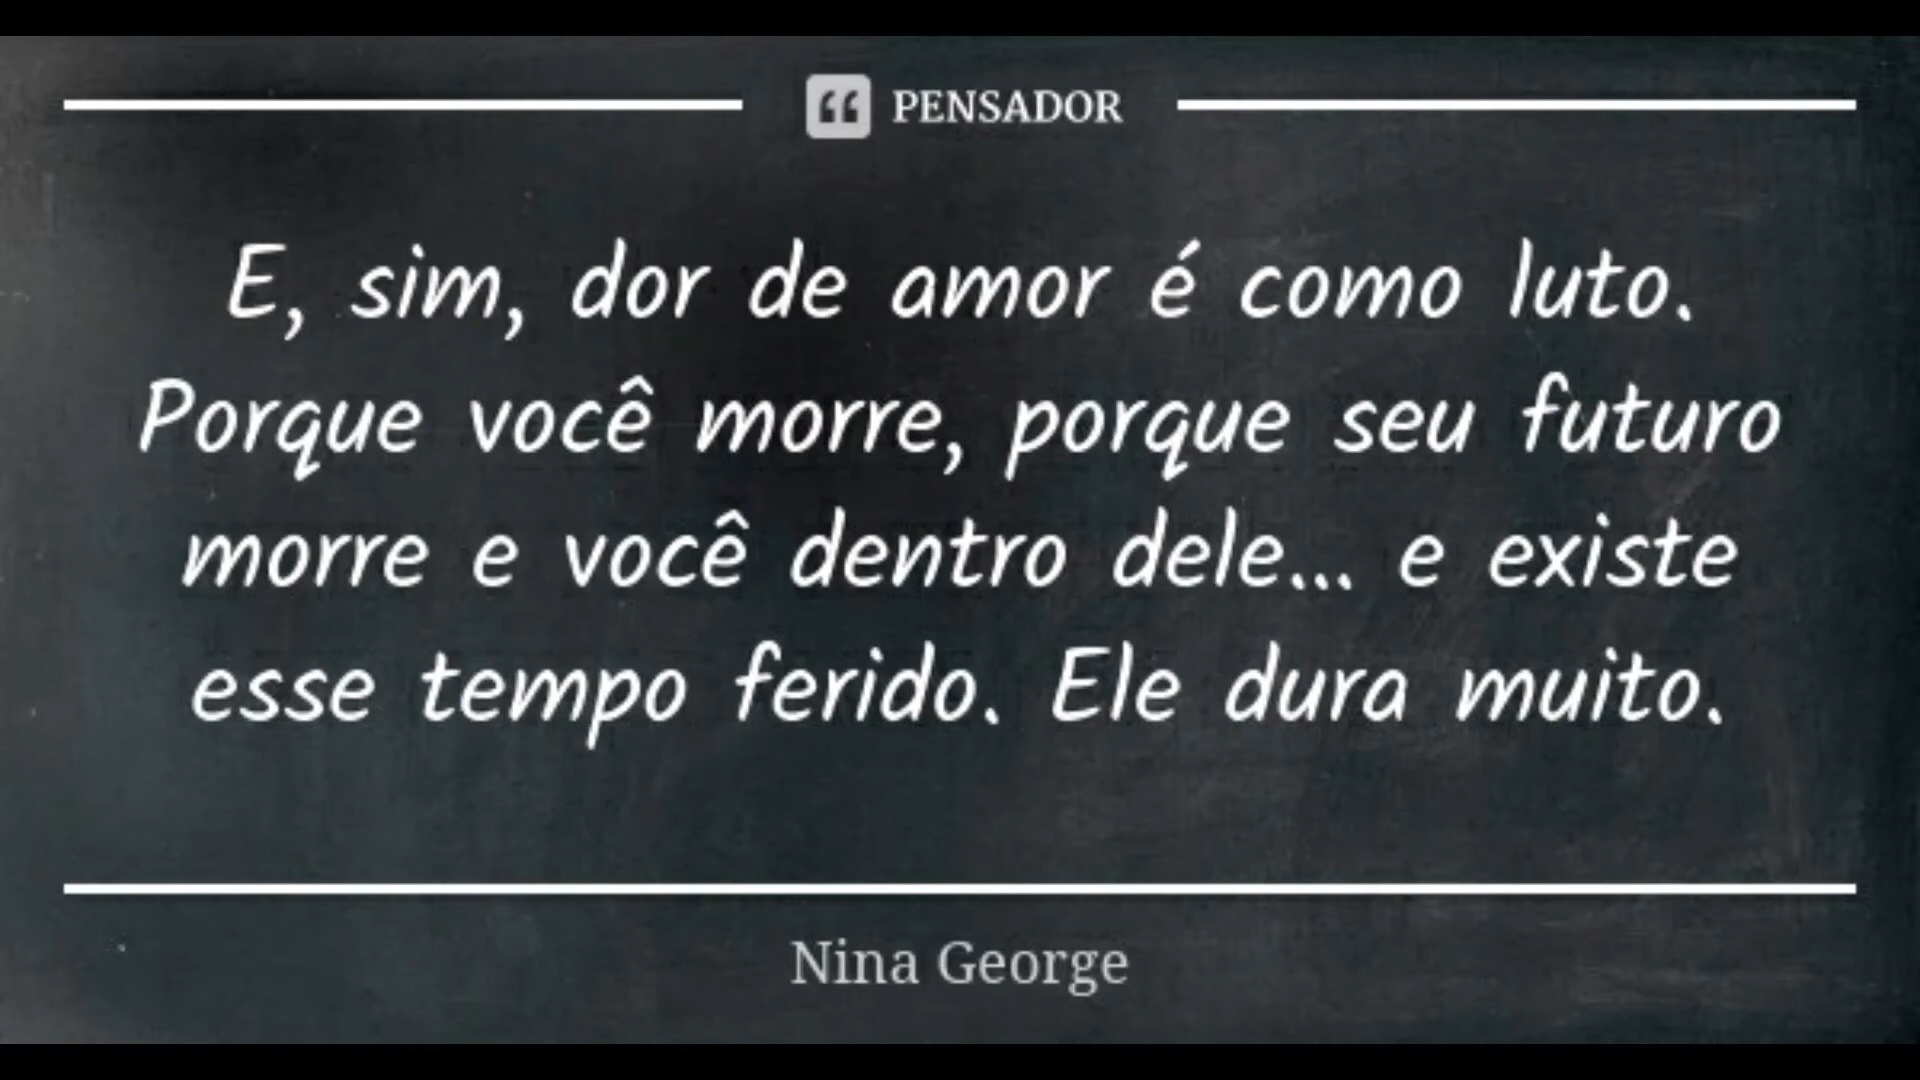 PENSADOR
E, sim, dor de amor é como luto.
Porque você morre, porque seu futuro
morre e você dentro dele... e existe
esse tempo ferido. Ele dura muito.
Nina George